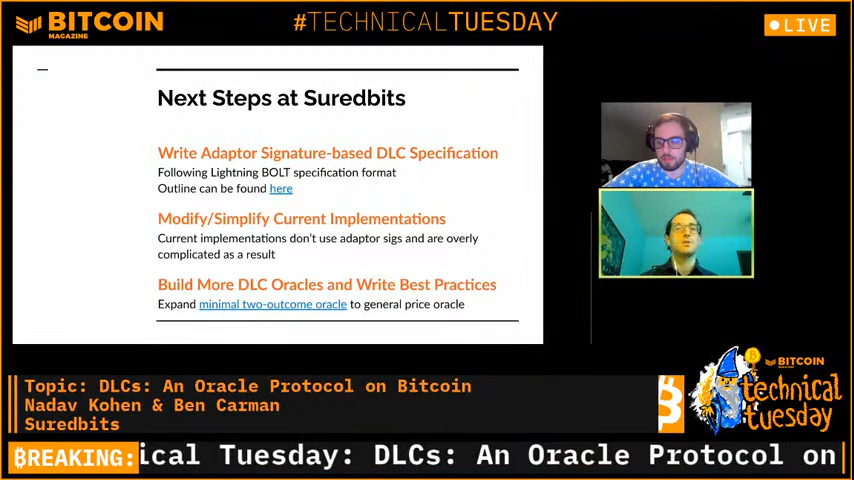 BITCOIN
MAGAZINE
#TECHNICALTUESDAY
LIVE
Next Steps at Suredbits
Write Adaptor Signature-based DLC Specification
Following Lightning BOLT specification format
Outline can be found here
Modify/Simplify Current Implementations
Current implementations don't use adaptor sigs and are overly
complicated as a result
Build More DLC Oracles and Write Best Practices
Expand minimal two-outcome oracle to general price oracle
Topic: DLCs: An Oracle Protocol on Bitcoin
Nadav Kohen & Ben Carman
Suredbits
BITCOIN
MAGAZINE
technical
tuesday
₿REAKING:
ical Tuesday: DLCs: An Oracle Protocol on